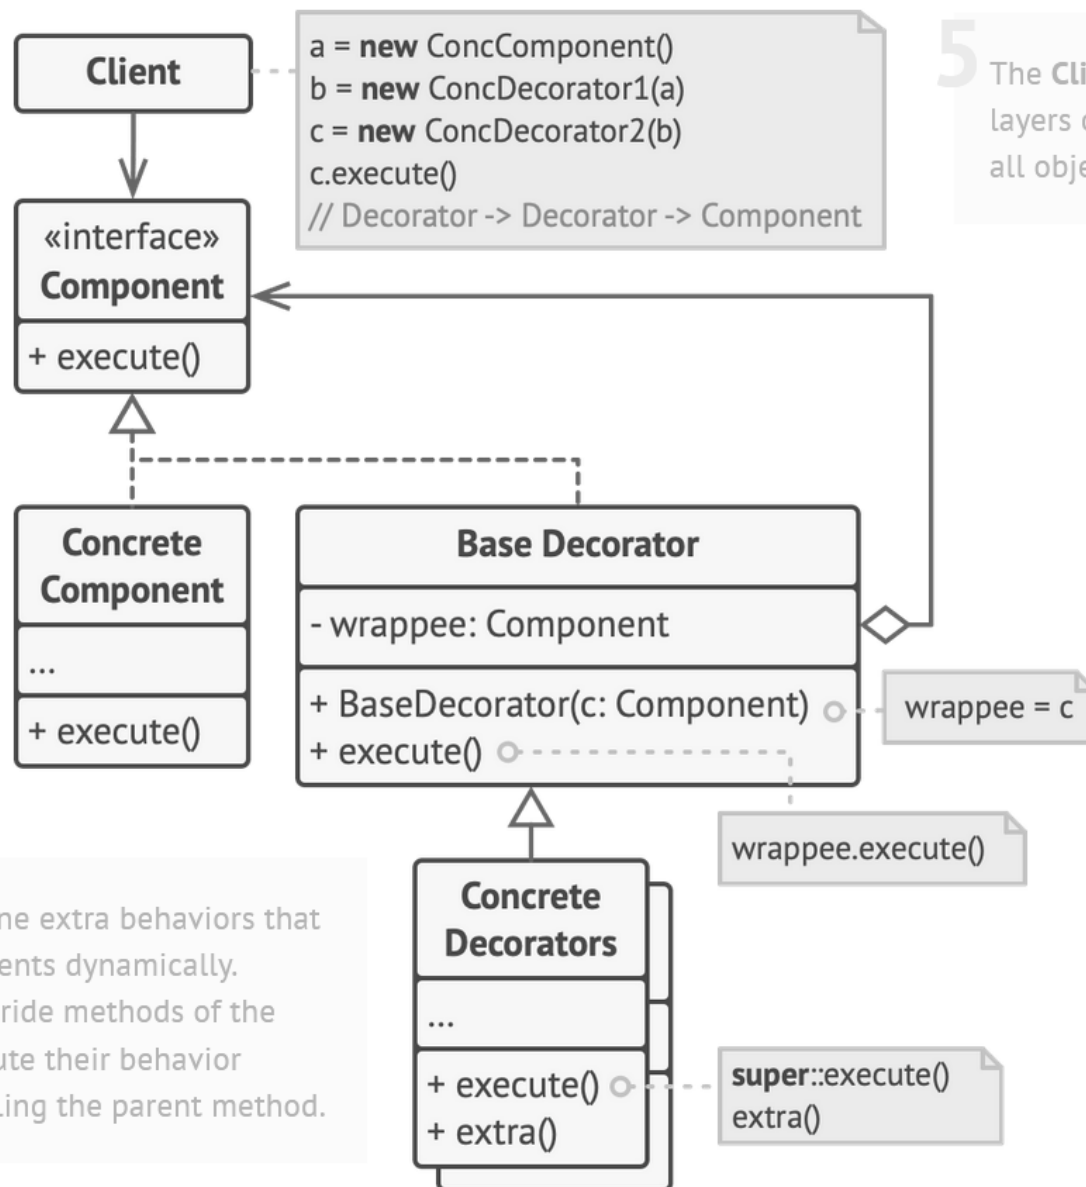 Client
a = new ConcComponent()
b = new ConcDecorator1(a)
c = new ConcDecorator2(b)
c.execute()
// Decorator -> Decorator -> Component
5
The
layers
all
«interface»
Component
+ execute()
Concrete
Component
...
+ execute()
Base Decorator
- wrappee: Component
+ BaseDecorator(c: Component)
+ execute()
wrappee = c
wrappee.execute()
Concrete
Decorators
...
+ execute()
+ extra()
super::execute()
extra()
extra behaviors that
dynamically.
methods of the
their behavior
the parent method.